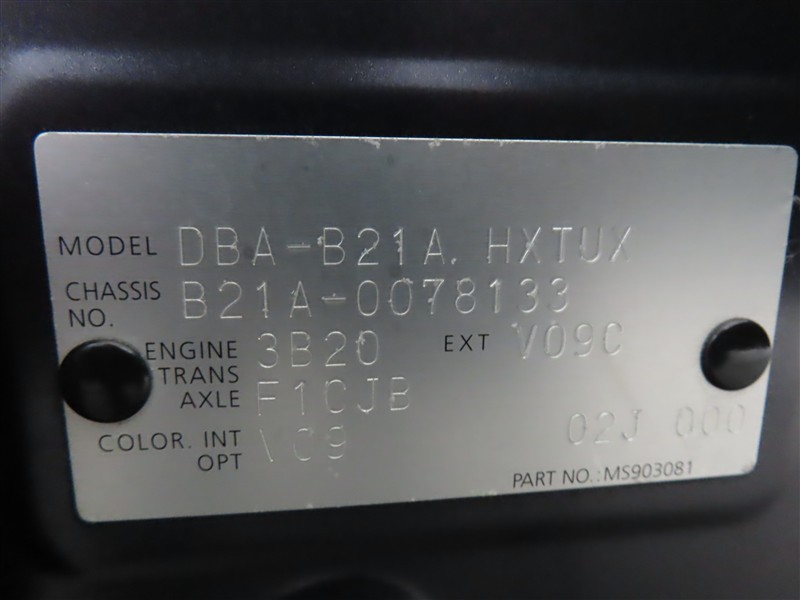 MODEL DBA-B21A. HXTUX
CHASSIS NO. B21A-0078133
ENGINE 3B20 EXT V09C
TRANS AXLE F1CJB
COLOR. INT V09 02J 000
OPT
PART NO.: MS903081